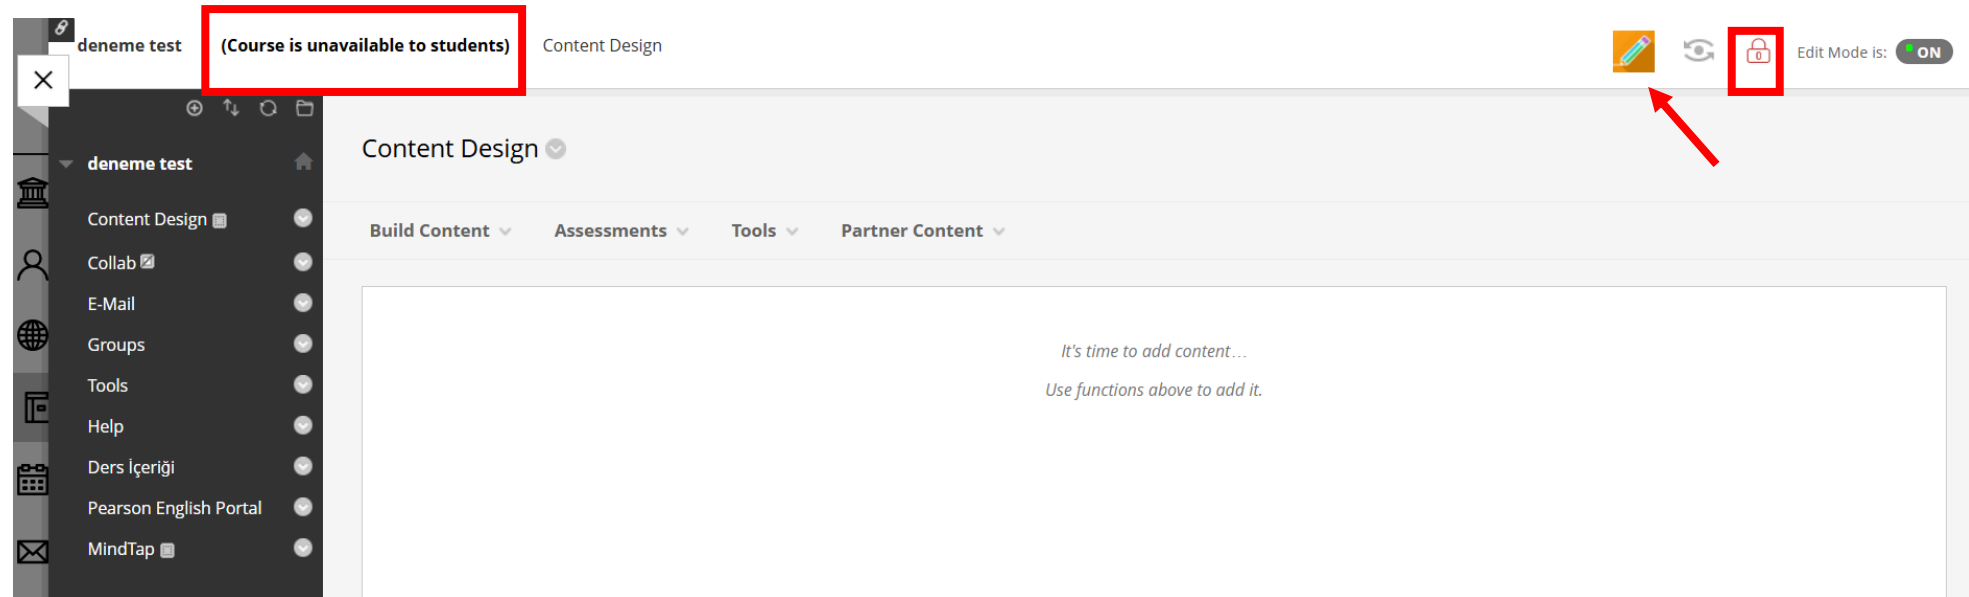 deneme test (Course is unavailable to students) Content Design
Edit Mode is: ON
deneme test
Content Design
Collab
E-Mail
Groups
Tools
Help
Ders İçeriği
Pearson English Portal
MindTap
Content Design
Build Content Assessments Tools Partner Content
It's time to add content...
Use functions above to add it.